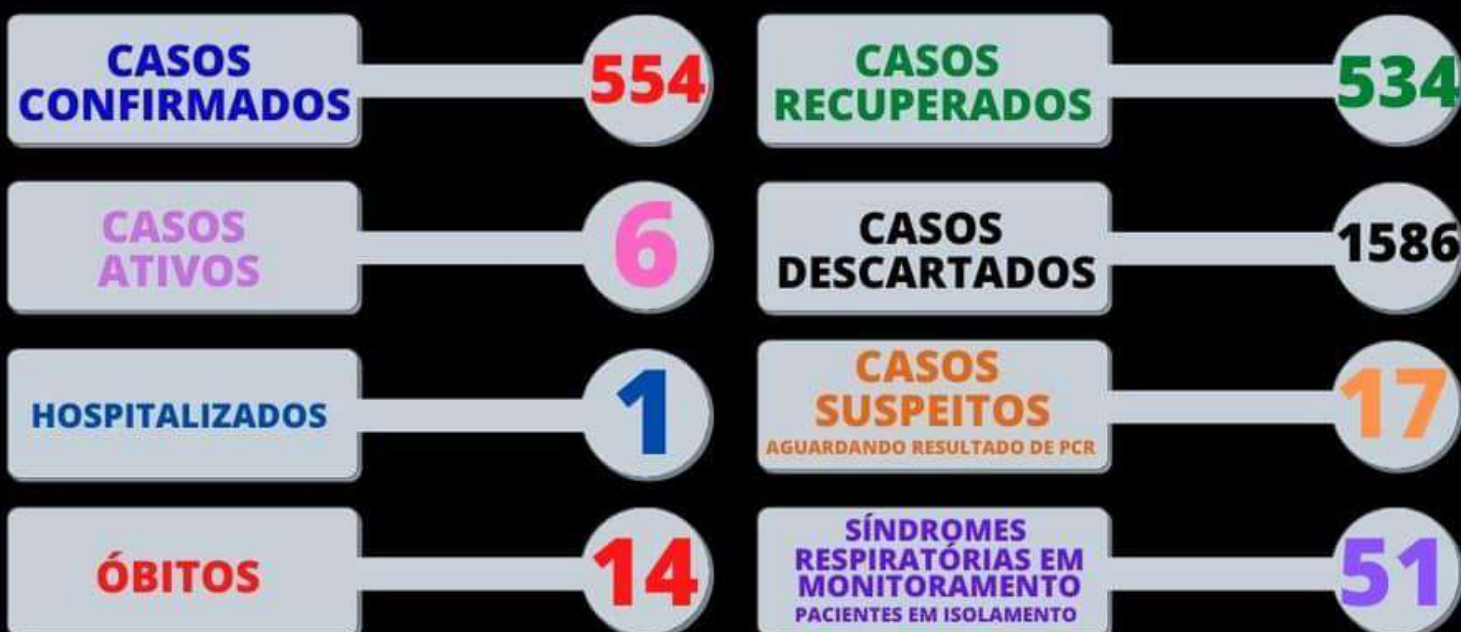 CASOS
CONFIRMADOS
554
CASOS
RECUPERADOS
534
CASOS
ATIVOS
6
CASOS
DESCARTADOS
1586
HOSPITALIZADOS
1
CASOS
SUSPEITOS
AGUARDANDO RESULTADO DE PCR
17
ÓBITOS
14
SÍNDROMES
RESPIRATÓRIAS EM
MONITORAMENTO
PACIENTES EM ISOLAMENTO
51